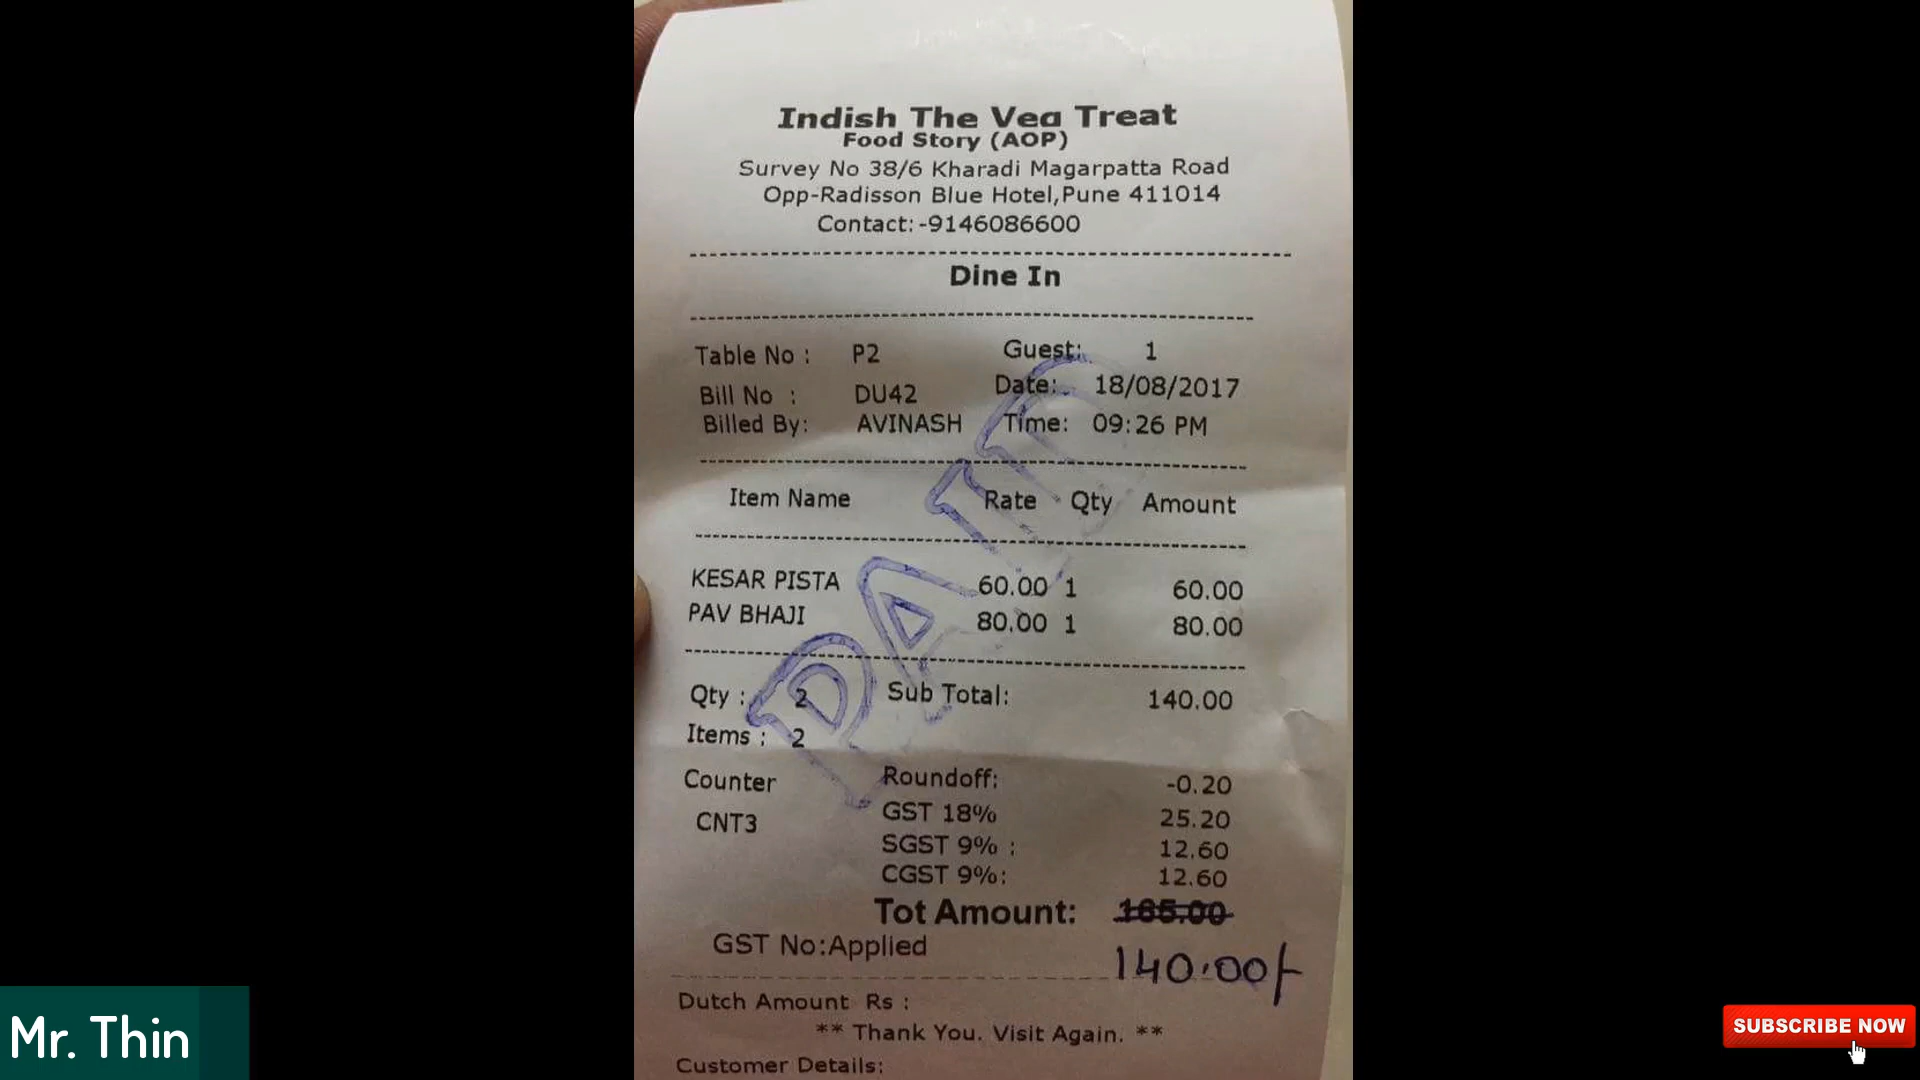 Indish The Veg Treat
Food Story (AOP)
Survey No 38/6 Kharadi Magarpatta Road
Opp-Radisson Blue Hotel,Pune 411014
Contact:-9146086600
Dine In
Table No : P2 Guest: 1
Bill No : DU42 Date: 18/08/2017
Billed By: AVINASH Time: 09:26 PM
Item Name Rate Qty Amount
KESAR PISTA 60.00 1 60.00
PAV BHAJI 80.00 1 80.00
Qty : 2 Sub Total: 140.00
Items : 2
Counter Roundoff: -0.20
CNT3 GST 18% 25.20
SGST 9% : 12.60
CGST 9%: 12.60
Tot Amount: 165.00
GST No:Applied
140.00/-
Dutch Amount Rs :
** Thank You. Visit Again. **
Customer Details:
PAID
Mr. Thin
SUBSCRIBE NOW